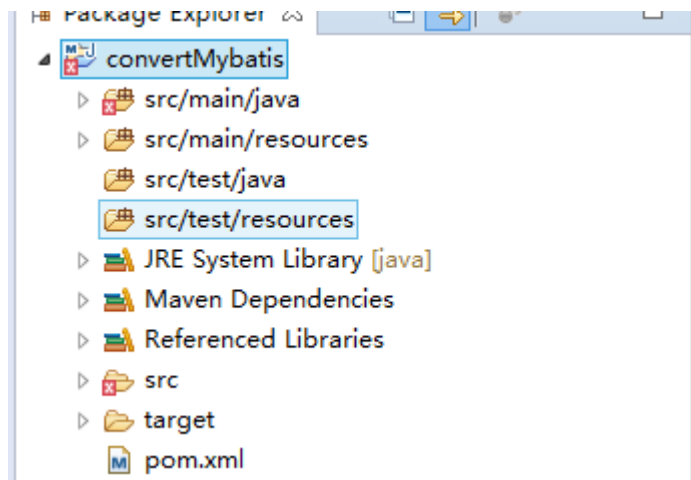 Package Explorer
convertMybatis
src/main/java
src/main/resources
src/test/java
src/test/resources
JRE System Library [java]
Maven Dependencies
Referenced Libraries
src
target
pom.xml